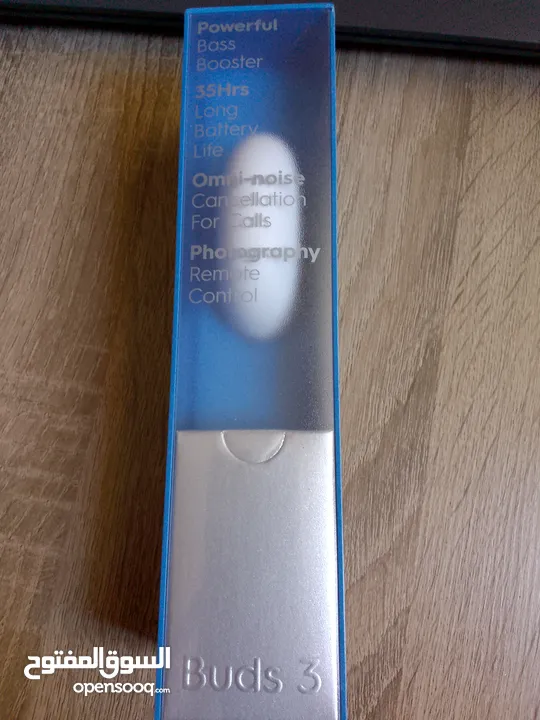 Powerful
Bass
Booster
35Hrs
Long
Battery
Life
Omni-noise
Cancellation
For Calls
Photography
Remote
Control
Buds 3
السوق المفتوح
opensooq.com